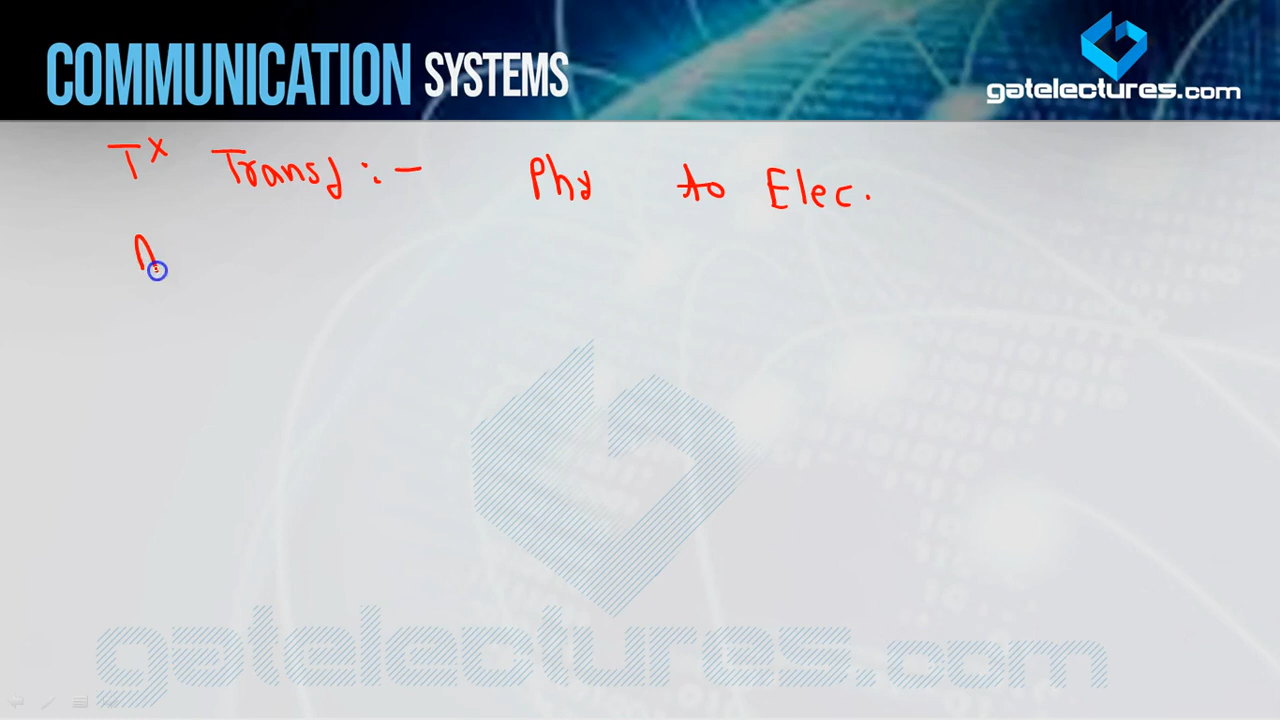 COMMUNICATION SYSTEMS
gatelectures.com
Tx Transd :- Phy to Elec.
gatelectures.com